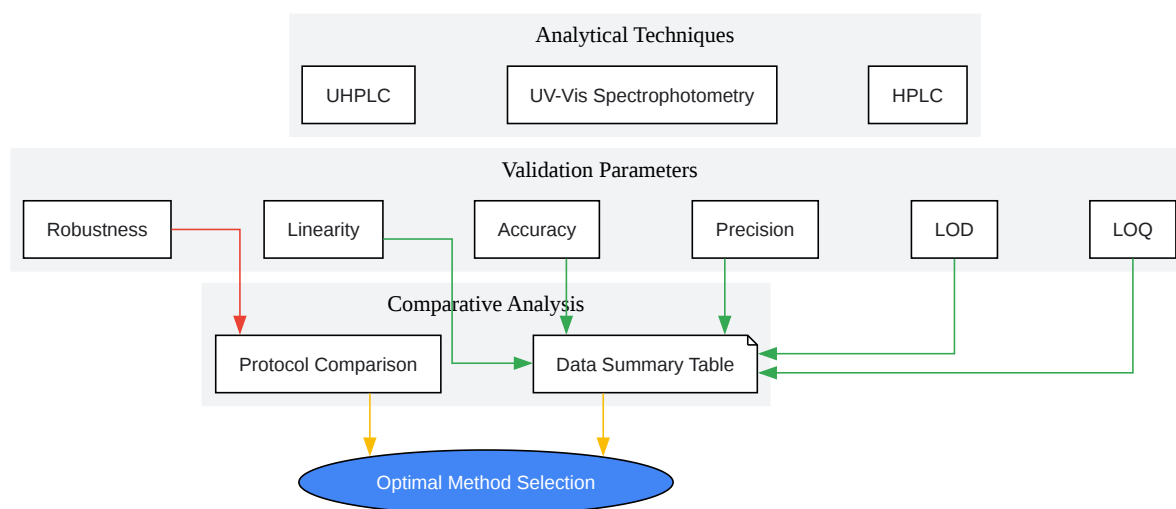 Analytical Techniques
UHPLC
UV-Vis Spectrophotometry
HPLC
Validation Parameters
Robustness
Linearity
Accuracy
Precision
LOD
LOQ
Comparative Analysis
Protocol Comparison
Data Summary Table
Optimal Method Selection